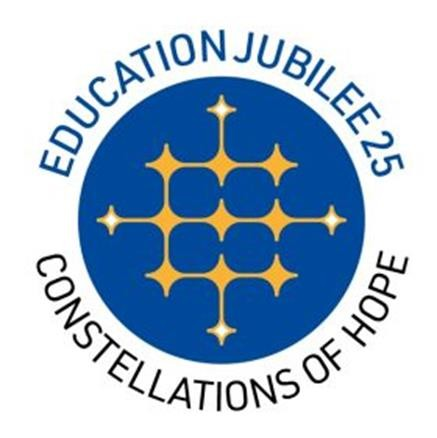 EDUCATION JUBILEE 25
CONSTELLATIONS OF HOPE